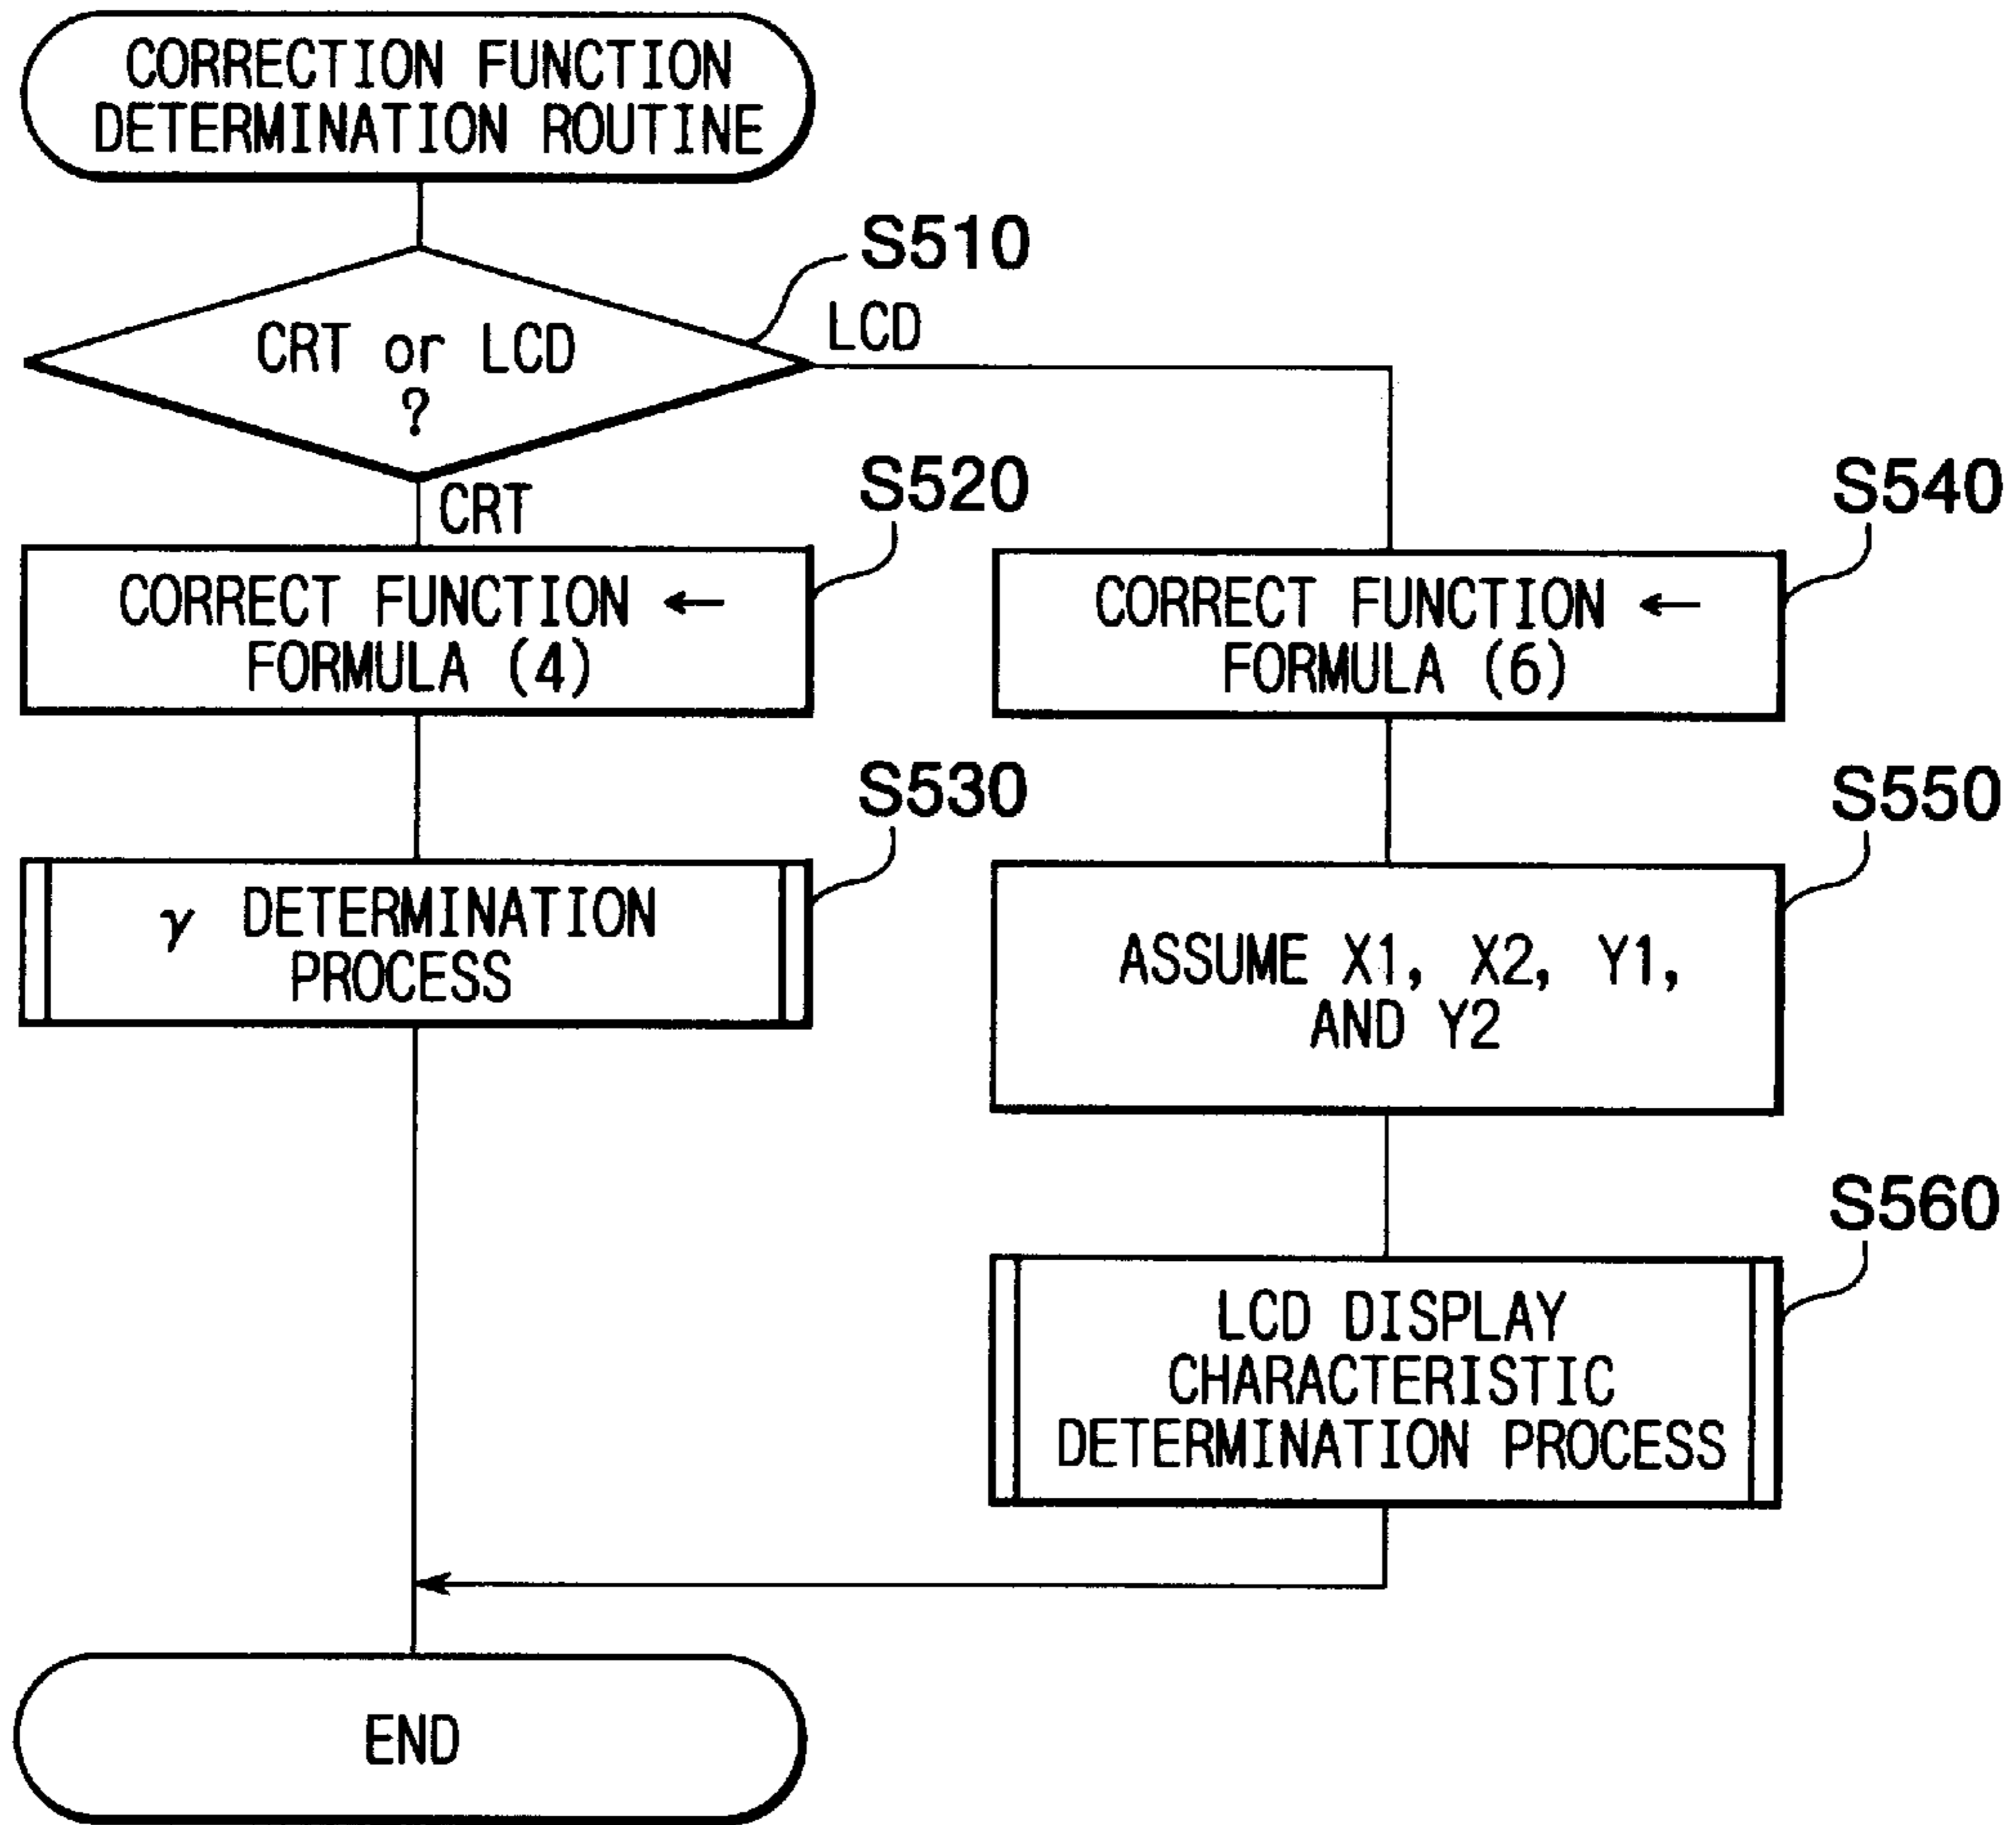 CORRECTION FUNCTION
DETERMINATION ROUTINE
S510
CRT or LCD
?
LCD
CRT
S520
CORRECT FUNCTION ←
FORMULA (4)
S530
γ DETERMINATION
PROCESS
S540
CORRECT FUNCTION ←
FORMULA (6)
S550
ASSUME X1, X2, Y1,
AND Y2
S560
LCD DISPLAY
CHARACTERISTIC
DETERMINATION PROCESS
END